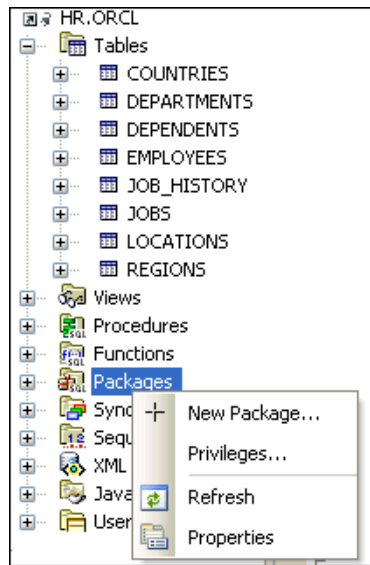 HR.ORCL
Tables
COUNTRIES
DEPARTMENTS
DEPENDENTS
EMPLOYEES
JOB_HISTORY
JOBS
LOCATIONS
REGIONS
Views
Procedures
Functions
Packages
Syno
New Package...
Sequ
Privileges...
XML
Java
Refresh
User
Properties